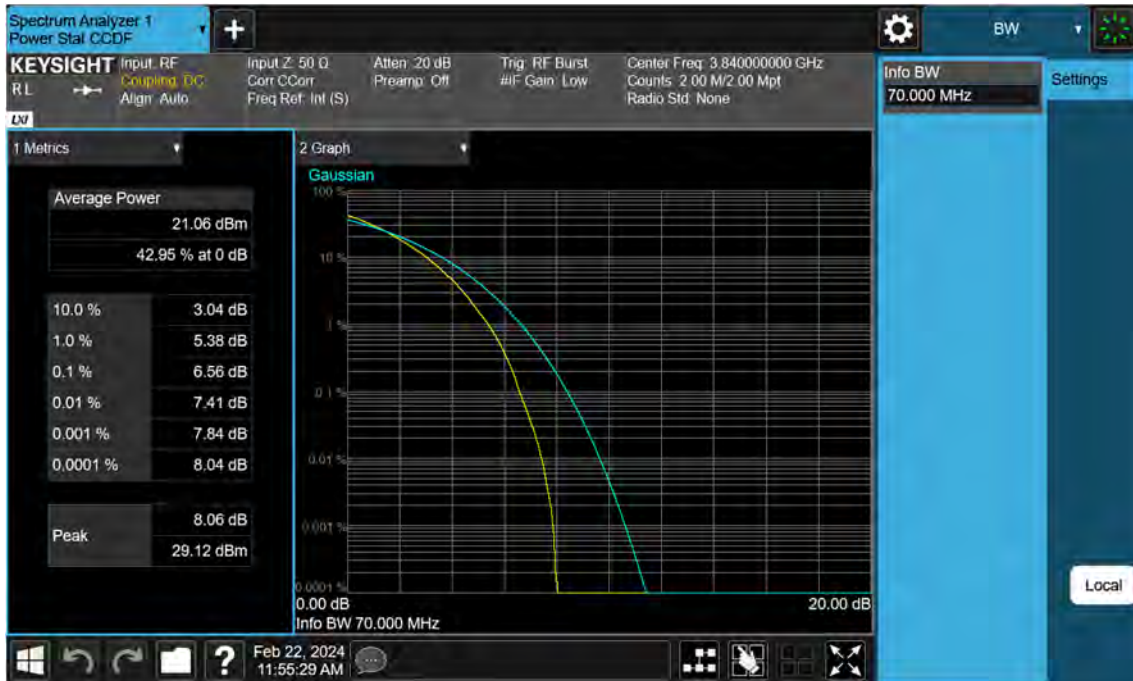 Spectrum Analyzer 1
Power Stat CCDF
+
BW
KEYSIGHT
RL
LXI
Input: RF
Coupling: DC
Align: Auto
Input Z: 50 Ω
Corr CCorr
Freq Ref: Int (S)
Atten: 20 dB
Preamp: Off
Trig: RF Burst
#IF Gain: Low
Center Freq: 3.840000000 GHz
Counts: 2.00 M/2.00 Mpt
Radio Std: None
Info BW
70.000 MHz
Settings
1 Metrics
Average Power
21.06 dBm
42.95 % at 0 dB
10.0 % 3.04 dB
1.0 % 5.38 dB
0.1 % 6.56 dB
0.01 % 7.41 dB
0.001 % 7.84 dB
0.0001 % 8.04 dB
Peak
8.06 dB
29.12 dBm
2 Graph
Gaussian
100 %
10 %
1 %
0.1 %
0.01 %
0.001 %
0.0001 %
0.00 dB
20.00 dB
Info BW 70.000 MHz
Local
?
Feb 22, 2024
11:55:29 AM